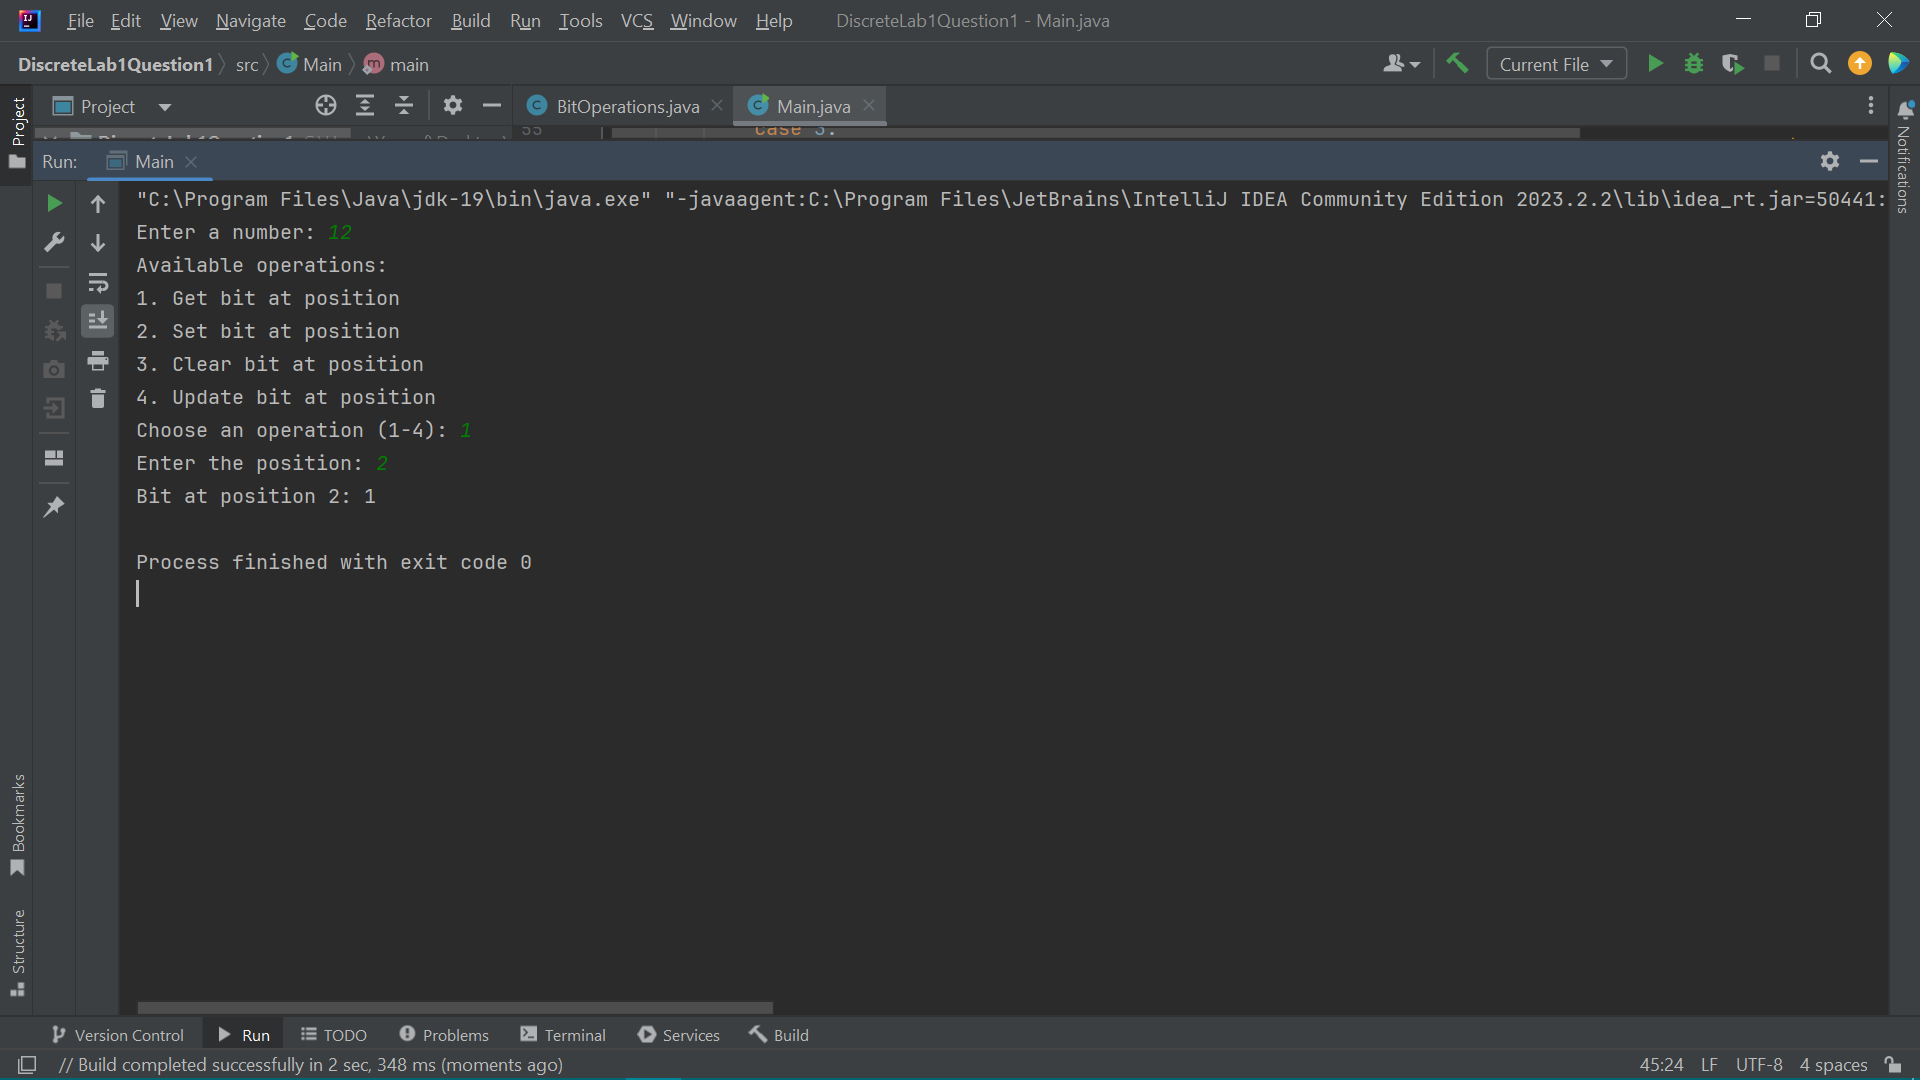 File Edit View Navigate Code Refactor Build Run Tools VCS Window Help DiscreteLab1Question1 - Main.java
DiscreteLab1Question1 src Main main Current File
Project BitOperations.java Main.java
Project
55 case 3:
Run: Main
Notifications
"C:\Program Files\Java\jdk-19\bin\java.exe" "-javaagent:C:\Program Files\JetBrains\IntelliJ IDEA Community Edition 2023.2.2\lib\idea_rt.jar=50441:
Enter a number: 12
Available operations:
1. Get bit at position
2. Set bit at position
3. Clear bit at position
4. Update bit at position
Choose an operation (1-4): 1
Enter the position: 2
Bit at position 2: 1
Process finished with exit code 0
Bookmarks
Structure
Version Control Run TODO Problems Terminal Services Build
// Build completed successfully in 2 sec, 348 ms (moments ago) 45:24 LF UTF-8 4 spaces